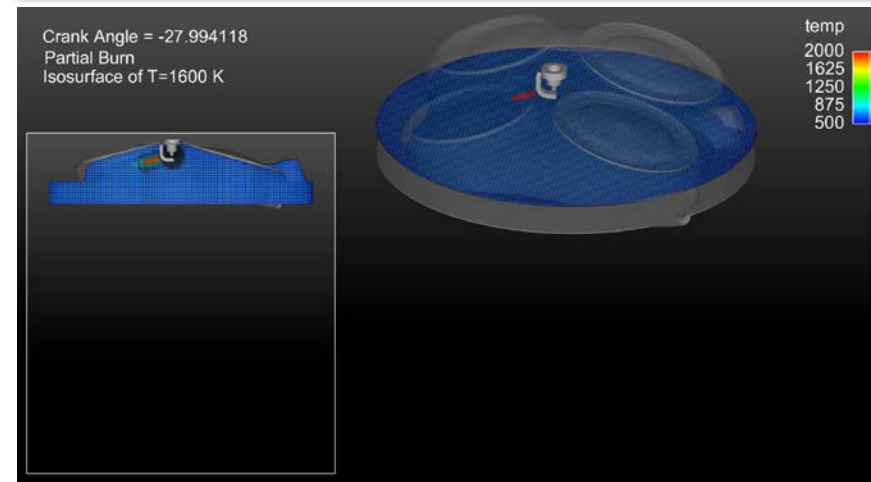 Crank Angle = -27.994118
Partial Burn
Isosurface of T=1600 K
temp
2000
1625
1250
875
500